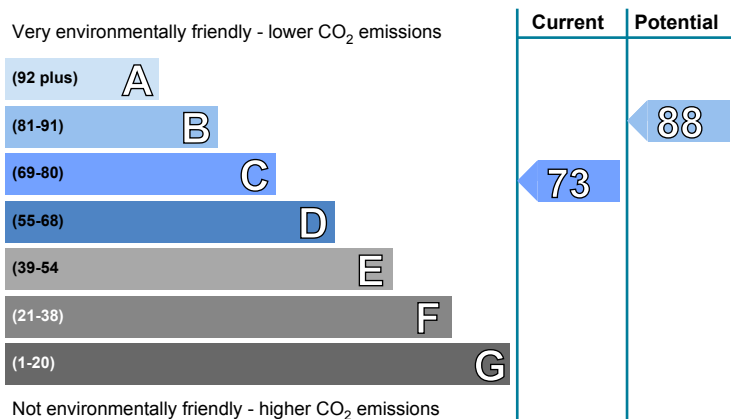 Very environmentally friendly - lower CO2 emissions
Current
Potential
(92 plus) A
(81-91) B
88
(69-80) C
73
(55-68) D
(39-54 E
(21-38) F
(1-20) G
Not environmentally friendly - higher CO2 emissions